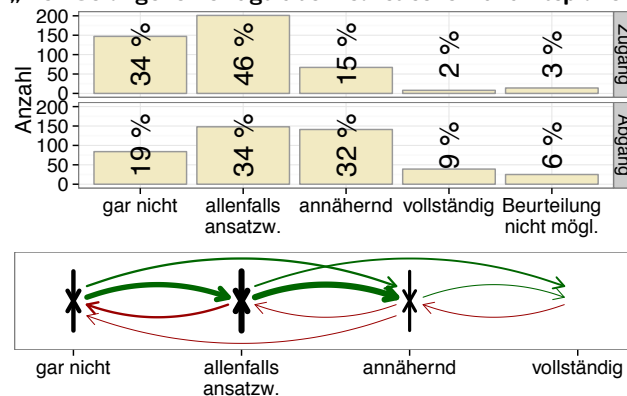 200
150
100
50
0
34 %
46 %
15 %
2 %
3 %
Zugang
Anzahl
200
150
100
50
0
19 %
34 %
32 %
9 %
6 %
Abgang
gar nicht
allenfalls
ansatzw.
annähernd
vollständig
Beurteilung
nicht mögl.
gar nicht
allenfalls
ansatzw.
annähernd
vollständig